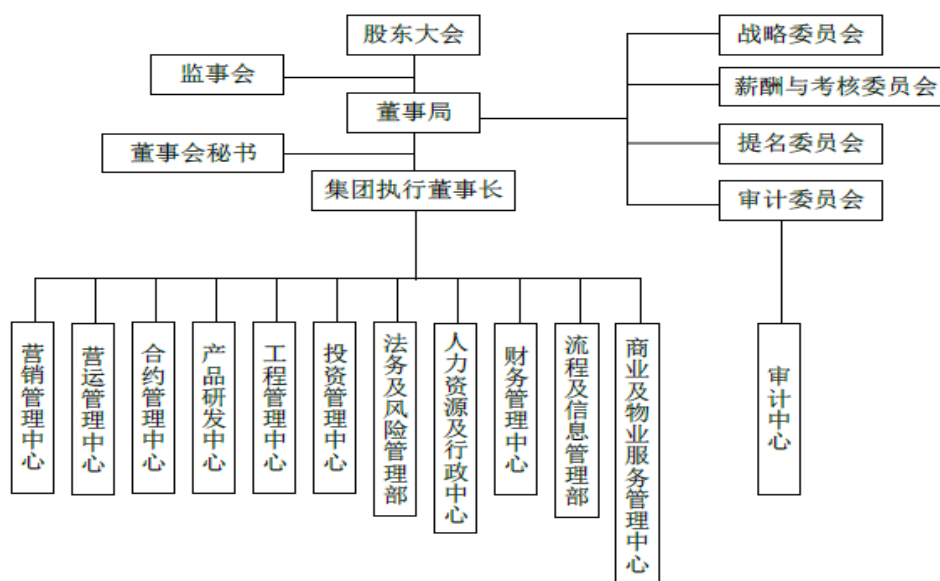 股东大会
战略委员会
监事会
薪酬与考核委员会
董事局
提名委员会
董事会秘书
集团执行董事长
审计委员会
营销管理中心
营运管理中心
合约管理中心
产品研发中心
工程管理中心
投资管理中心
法务及风险管理部
人力资源及行政中心
财务管理中心
流程及信息管理部
商业及物业服务管理中心
审计中心